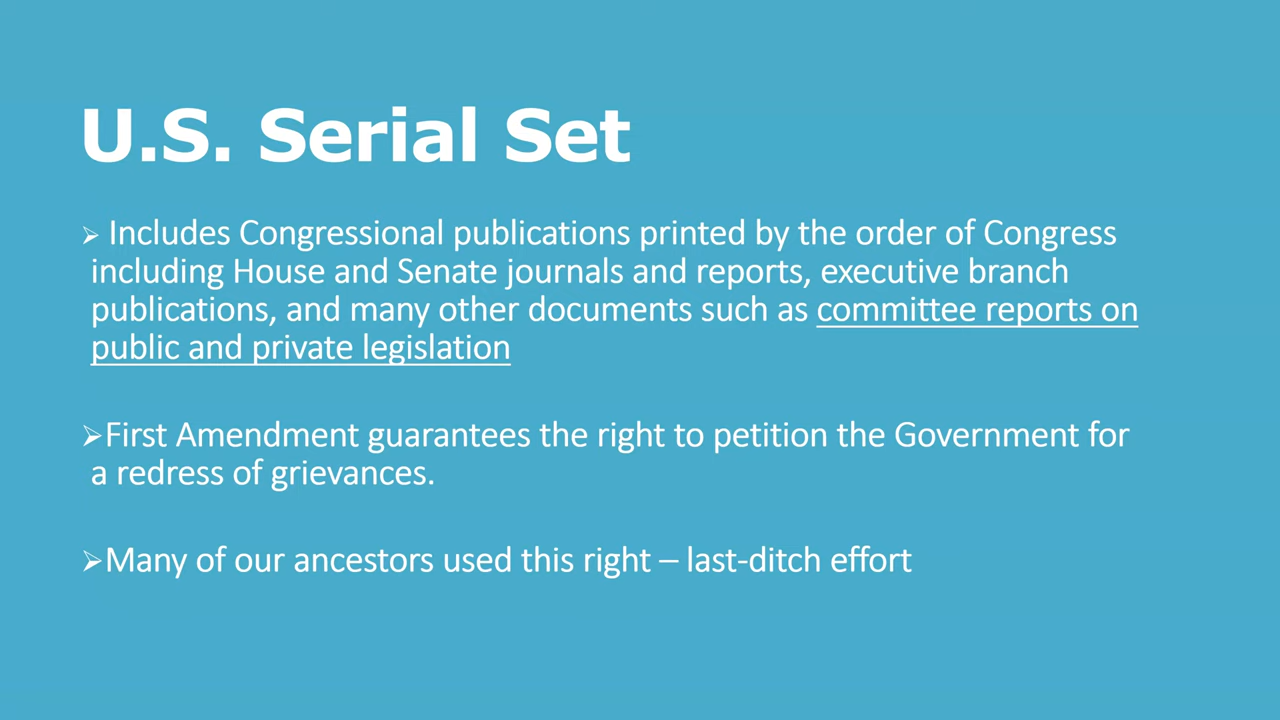 U.S. Serial Set
➢ Includes Congressional publications printed by the order of Congress
including House and Senate journals and reports, executive branch
publications, and many other documents such as committee reports on
public and private legislation
➢First Amendment guarantees the right to petition the Government for
a redress of grievances.
➢Many of our ancestors used this right – last-ditch effort